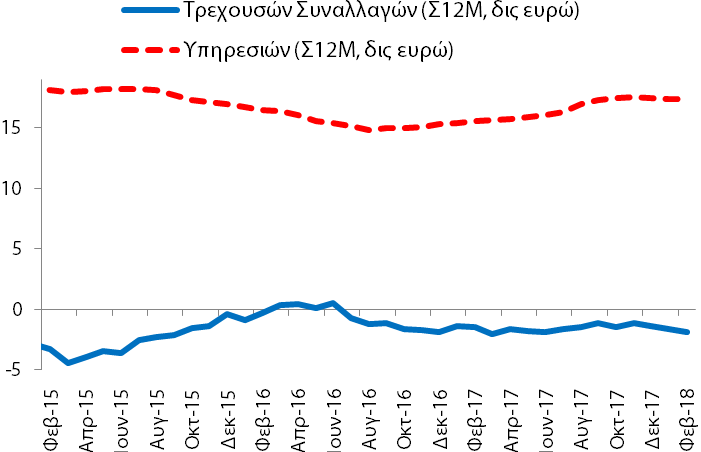 Τρεχουσών Συναλλαγών (Σ12Μ, δις ευρώ)
Υπηρεσιών (Σ12Μ, δις ευρώ)
15
10
5
0
-5
Φεβ-15
Απρ-15
Ιουν-15
Αυγ-15
Οκτ-15
Δεκ-15
Φεβ-16
Απρ-16
Ιουν-16
Αυγ-16
Οκτ-16
Δεκ-16
Φεβ-17
Απρ-17
Ιουν-17
Αυγ-17
Οκτ-17
Δεκ-17
Φεβ-18